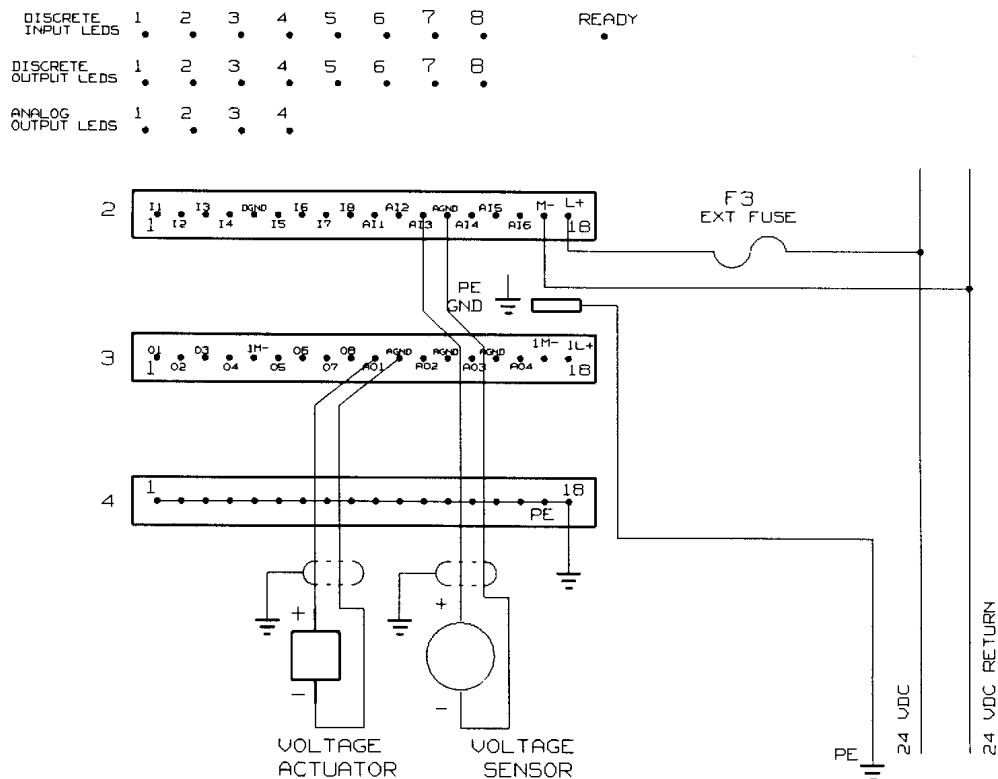 DISCRETE 1 2 3 4 5 6 7 8 READY
INPUT LEDS
DISCRETE 1 2 3 4 5 6 7 8
OUTPUT LEDS
ANALOG 1 2 3 4
OUTPUT LEDS
F3
EXT FUSE
2
I1 I3 DGND I6 I8 AI2 AGND AI5 M- L+
1 I2 I4 I5 I7 AI1 AI3 AI4 AI6 18
PE
GND
3
O1 O3 1M- O6 O8 AGND AGND AGND 1M- 1L+
1 O2 O4 O5 O7 AO1 AO2 AO3 AO4 18
4
1 18
PE
+ +
- -
VOLTAGE
ACTUATOR
VOLTAGE
SENSOR
PE
24 VDC
24 VDC RETURN